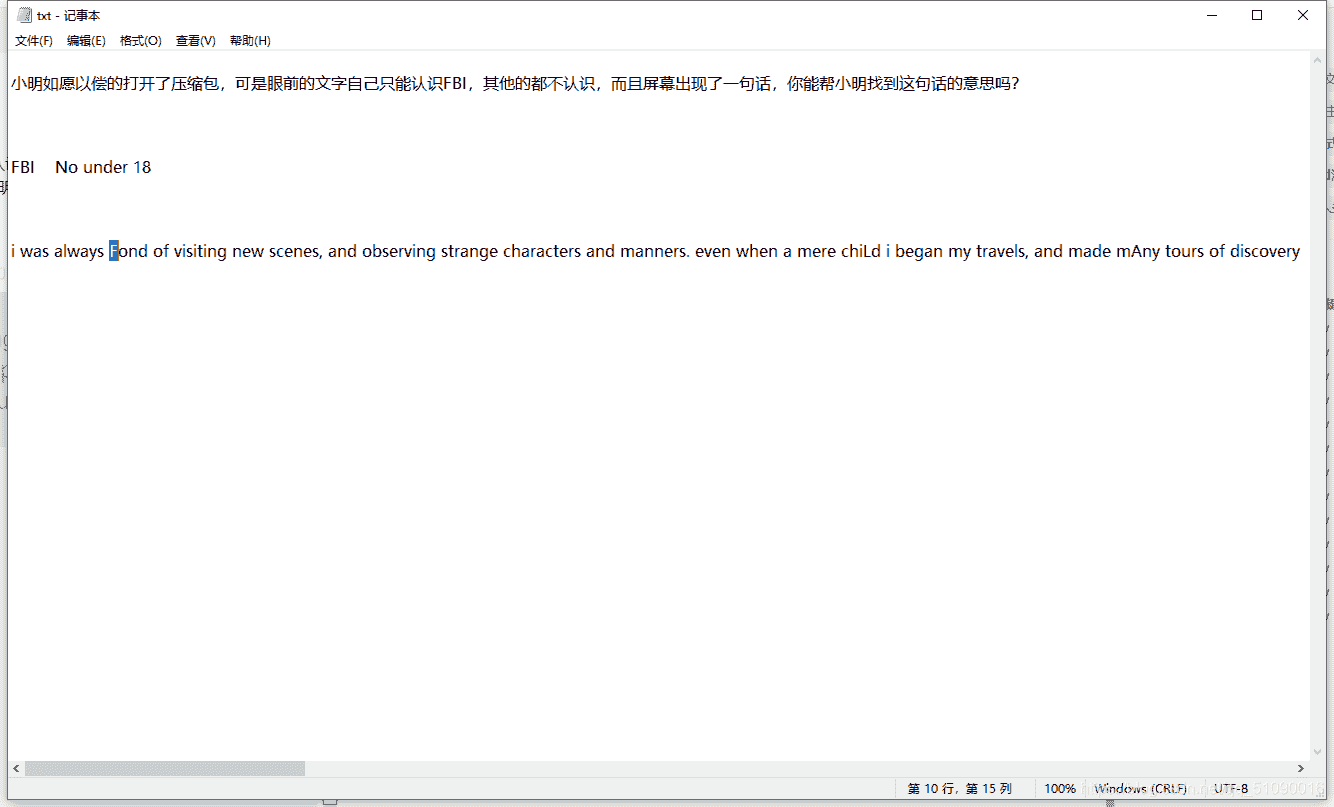 txt - 记事本
文件(F) 编辑(E) 格式(O) 查看(V) 帮助(H)
小明如愿以偿的打开了压缩包，可是眼前的文字自己只能认识FBI，其他的都不认识，而且屏幕出现了一句话，你能帮小明找到这句话的意思吗？
FBI No under 18
i was always Fond of visiting new scenes, and observing strange characters and manners. even when a mere chiLd i began my travels, and made mAny tours of discovery
第 10 行，第 15 列 100% Windows (CRLF) UTF-8